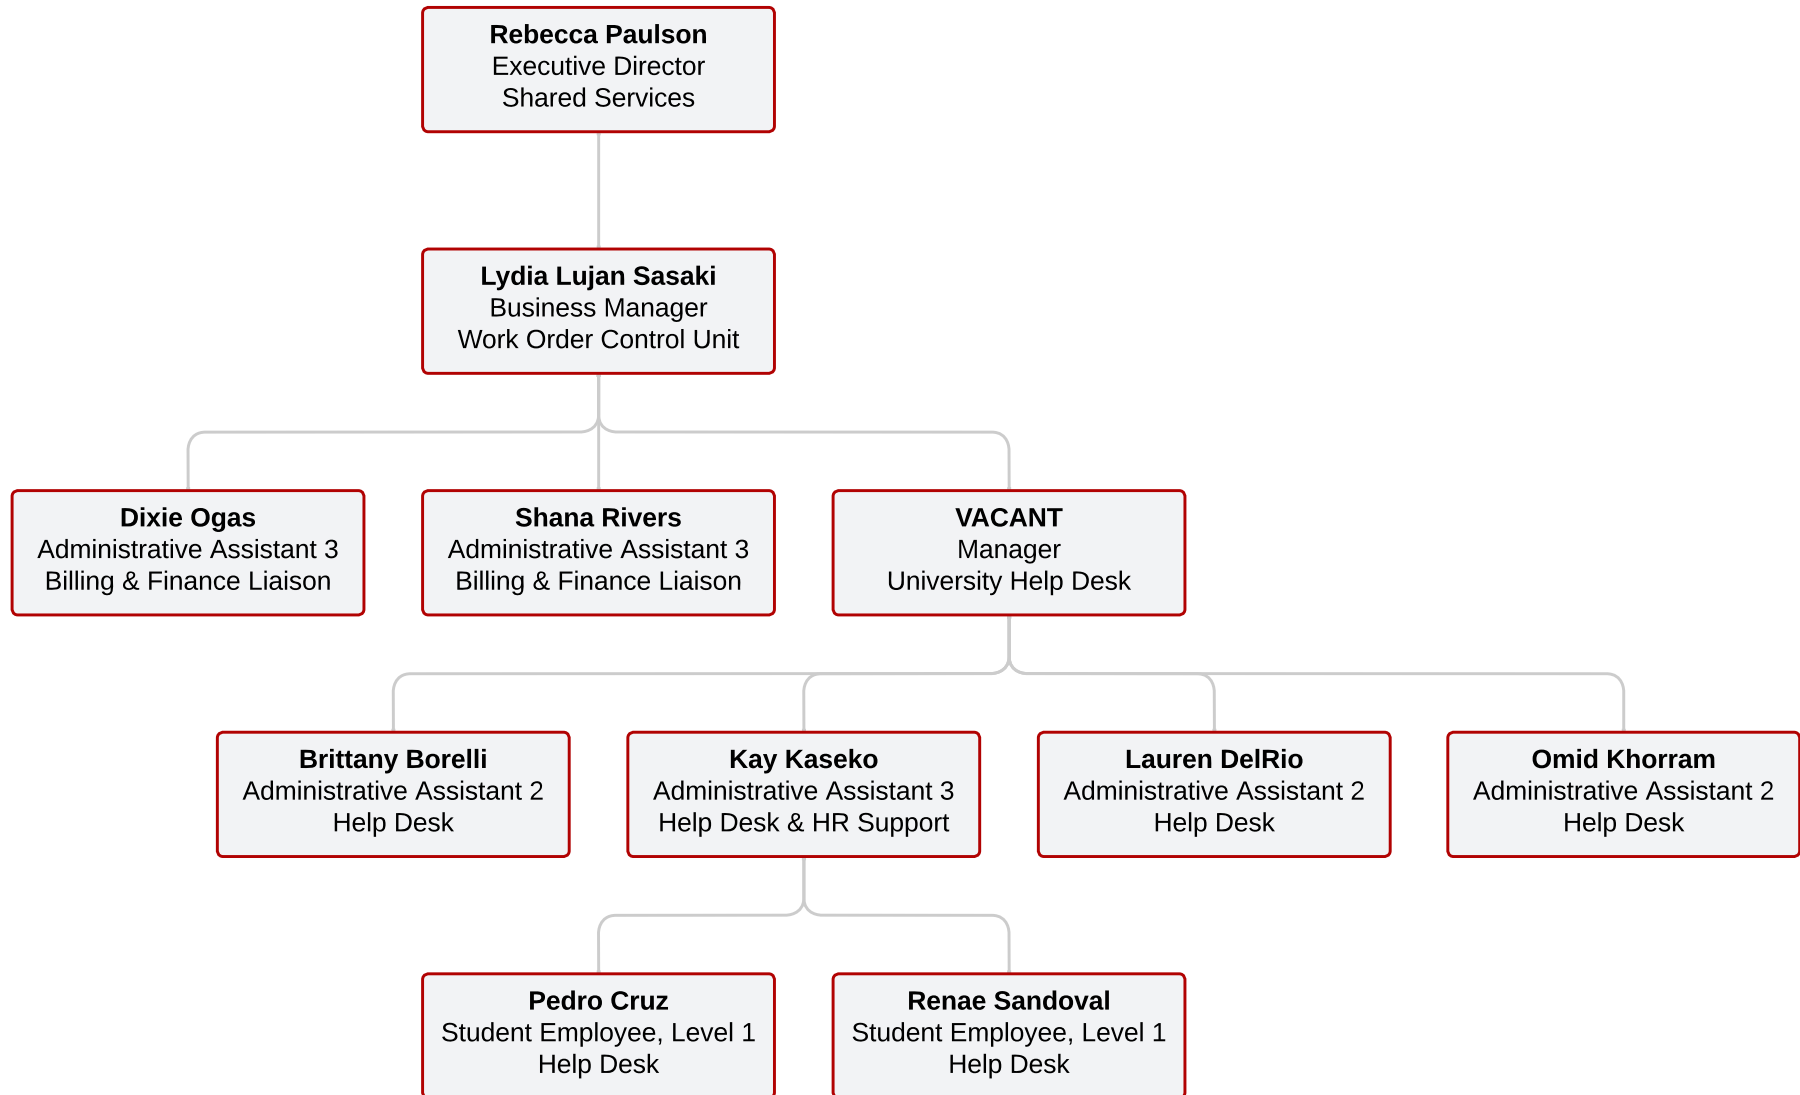 Rebecca Paulson
Executive Director
Shared Services
Lydia Lujan Sasaki
Business Manager
Work Order Control Unit
Dixie Ogas
Administrative Assistant 3
Billing & Finance Liaison
Shana Rivers
Administrative Assistant 3
Billing & Finance Liaison
VACANT
Manager
University Help Desk
Brittany Borelli
Administrative Assistant 2
Help Desk
Kay Kaseko
Administrative Assistant 3
Help Desk & HR Support
Lauren DelRio
Administrative Assistant 2
Help Desk
Omid Khorram
Administrative Assistant 2
Help Desk
Pedro Cruz
Student Employee, Level 1
Help Desk
Renae Sandoval
Student Employee, Level 1
Help Desk